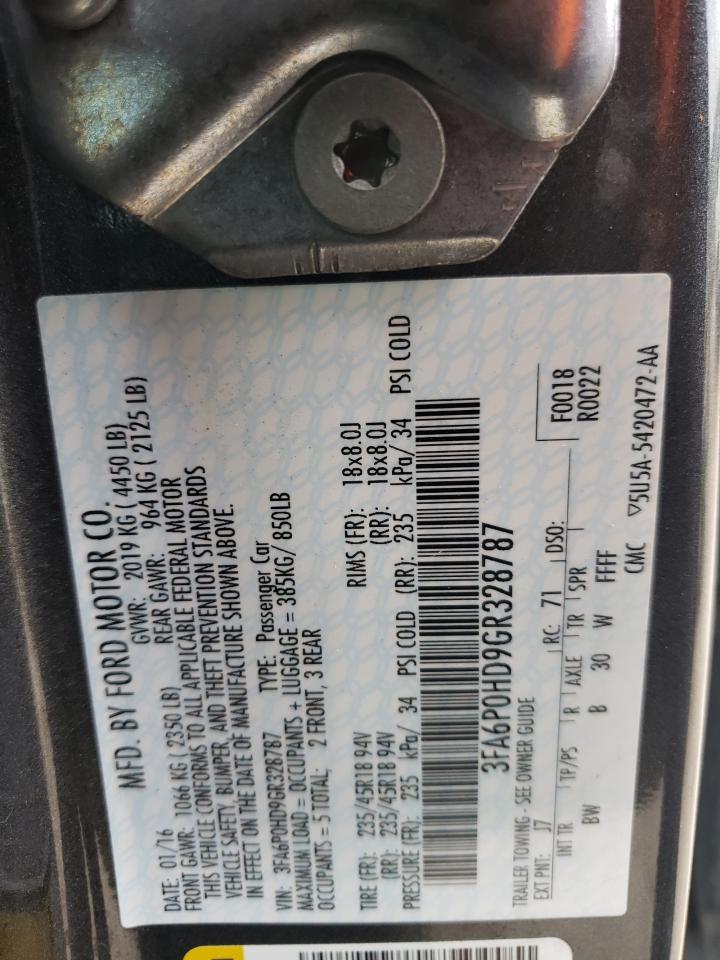 MFD. BY FORD MOTOR CO.
DATE: 01/16 GVWR: 2019 KG ( 4450 LB)
FRONT GAWR: 1066 KG ( 2350 LB) REAR GAWR: 964 KG ( 2125 LB)
THIS VEHICLE CONFORMS TO ALL APPLICABLE FEDERAL MOTOR
VEHICLE SAFETY, BUMPER, AND THEFT PREVENTION STANDARDS
IN EFFECT ON THE DATE OF MANUFACTURE SHOWN ABOVE.
VIN: 3FA6P0HD9GR328787 TYPE: Passenger Car
MAXIMUM LOAD = OCCUPANTS + LUGGAGE = 385KG/ 850LB
OCCUPANTS = 5 TOTAL; 2 FRONT, 3 REAR
TIRE (FR): 235/45R18 94V RIMS (FR): 18x8.0J
(RR): 235/45R18 94V (RR): 18x8.0J
PRESSURE (FR): 235 kPa/ 34 PSI COLD (RR): 235 kPa/ 34 PSI COLD
3FA6P0HD9GR328787
TRAILER TOWING - SEE OWNER GUIDE F0018
EXT PNT: J7 RC: 71 DSO: R0022
INT TR TP/PS R AXLE TR SPR
BW B 30 W FFFF
CMC ▽5U5A-5420472-AA